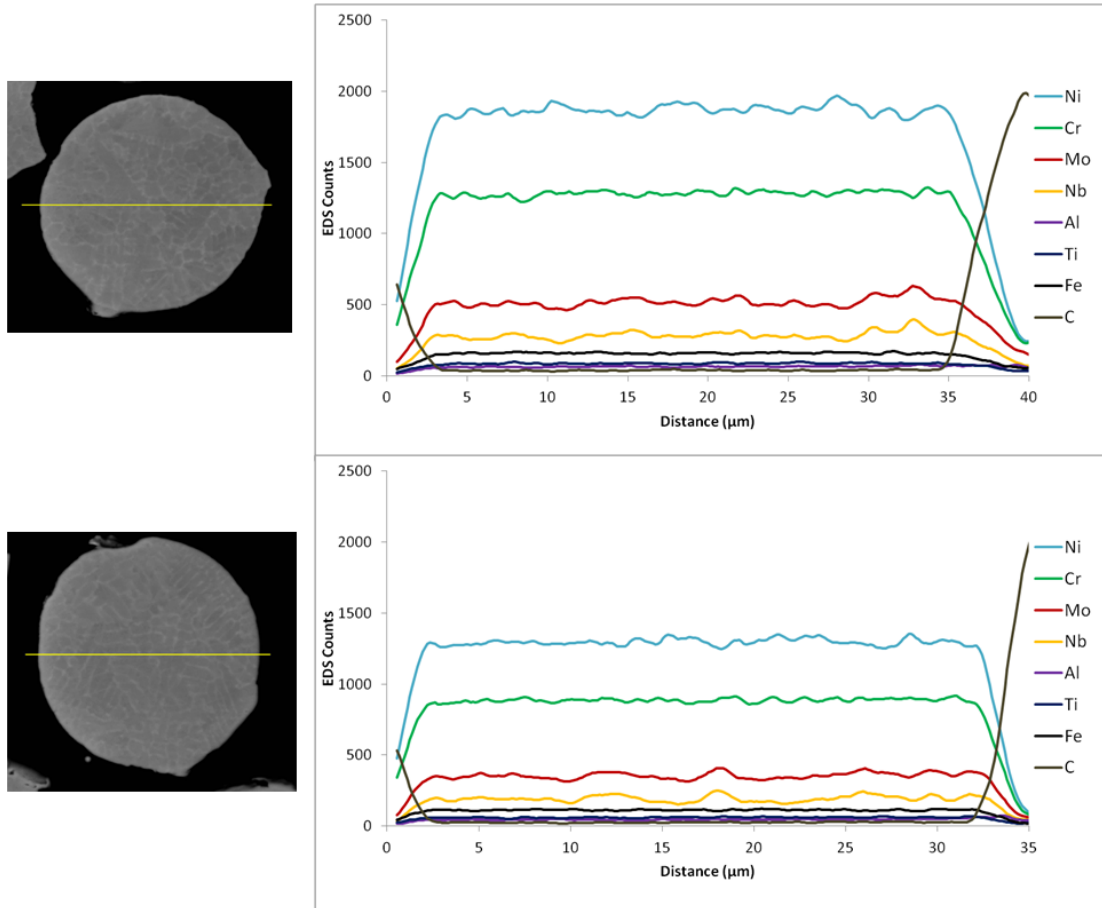 2500
2000
1500
1000
500
0
EDS Counts
0 5 10 15 20 25 30 35 40
Distance (µm)
Ni
Cr
Mo
Nb
Al
Ti
Fe
C
2500
2000
1500
1000
500
0
EDS Counts
0 5 10 15 20 25 30 35
Distance (µm)
Ni
Cr
Mo
Nb
Al
Ti
Fe
C